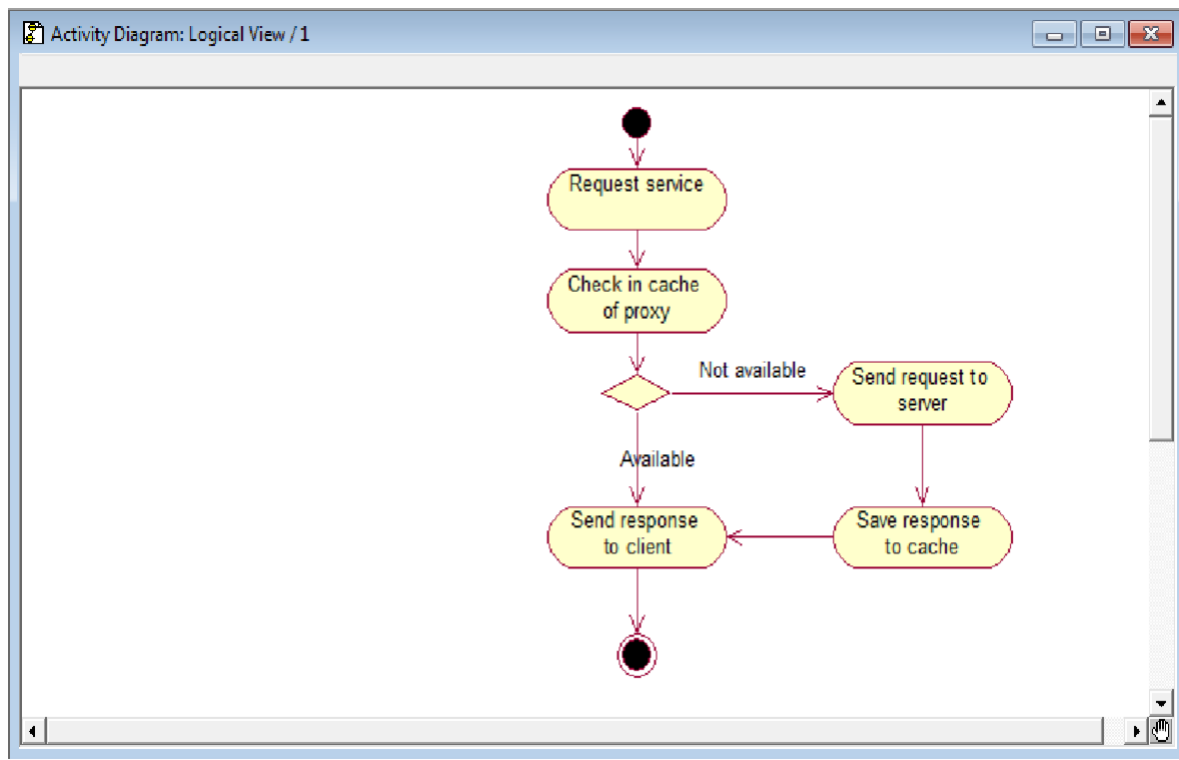 Activity Diagram: Logical View / 1
Request service
Check in cache
of proxy
Not available
Send request to
server
Available
Send response
to client
Save response
to cache